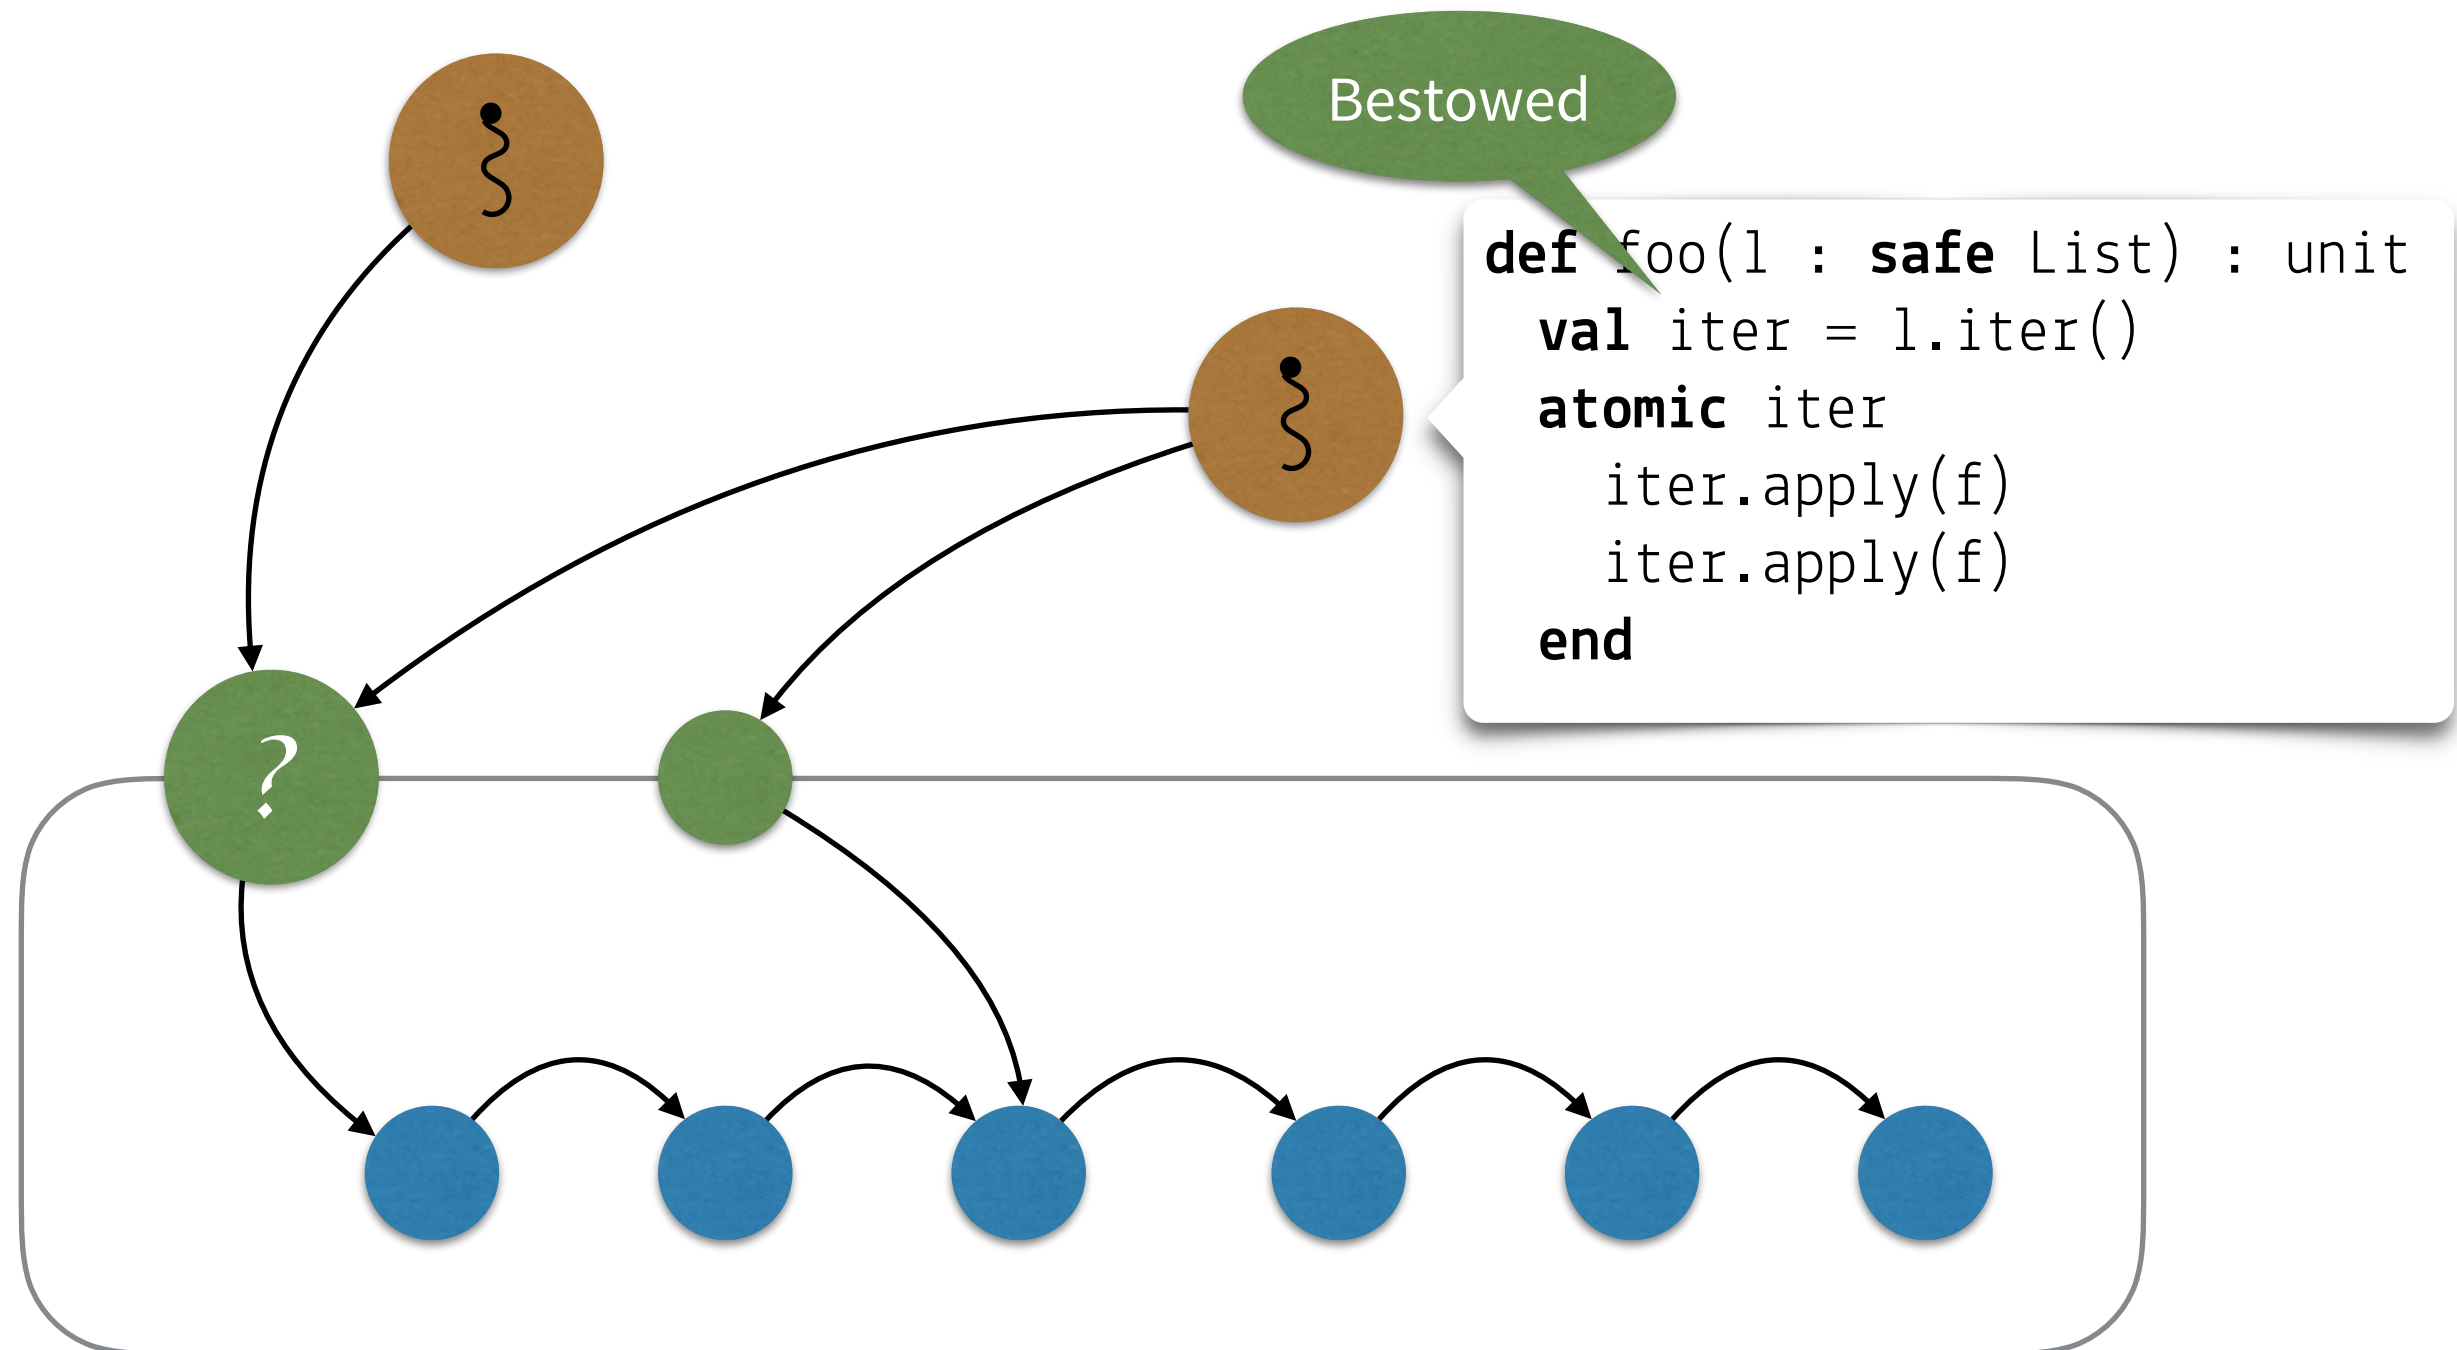 Bestowed
def foo(l : safe List) : unit
  val iter = l.iter()
  atomic iter
    iter.apply(f)
    iter.apply(f)
  end
?